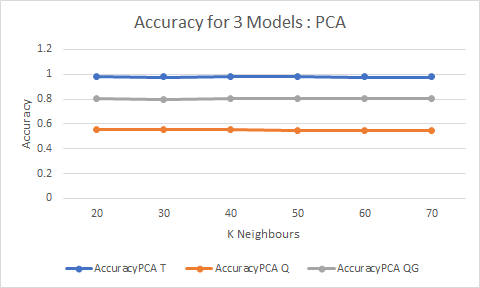 Accuracy for 3 Models : PCA
1.2
1
0.8
0.6
0.4
0.2
0
Accuracy
20 30 40 50 60 70
K Neighbours
AccuracyPCA T AccuracyPCA Q AccuracyPCA QG